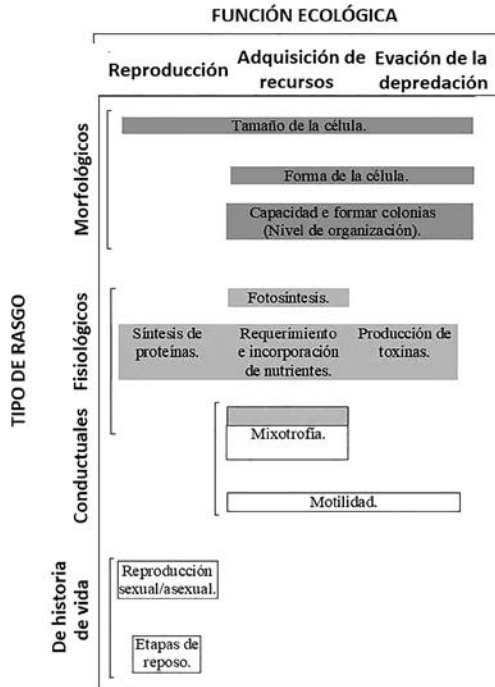 FUNCIÓN ECOLÓGICA
Reproducción
Adquisición de
recursos
Evación de la
depredación
TIPO DE RASGO
Morfológicos
Tamaño de la célula.
Forma de la célula.
Capacidad e formar colonias
(Nivel de organización).
Fisiológicos
Fotosíntesis.
Síntesis de
proteínas.
Requerimiento
e incorporación
de nutrientes.
Producción de
toxinas.
Conductuales
Mixotrofía.
Motilidad.
De historia
de vida
Reproducción
sexual/asexual.
Etapas de
reposo.